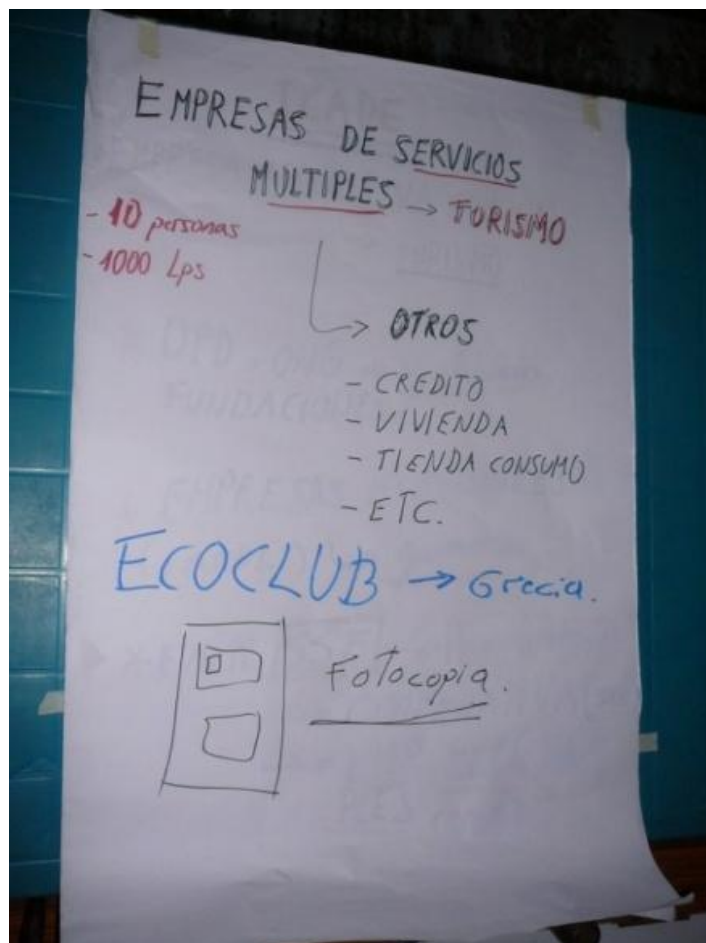 EMPRESAS DE SERVICIOS
MULTIPLES → TURISMO
- 10 personas
- 1000 Lps
→ OTROS
- CREDITO
- VIVIENDA
- TIENDA CONSUMO
- ETC.
ECOCLUB → Grecia.
Fotocopia.